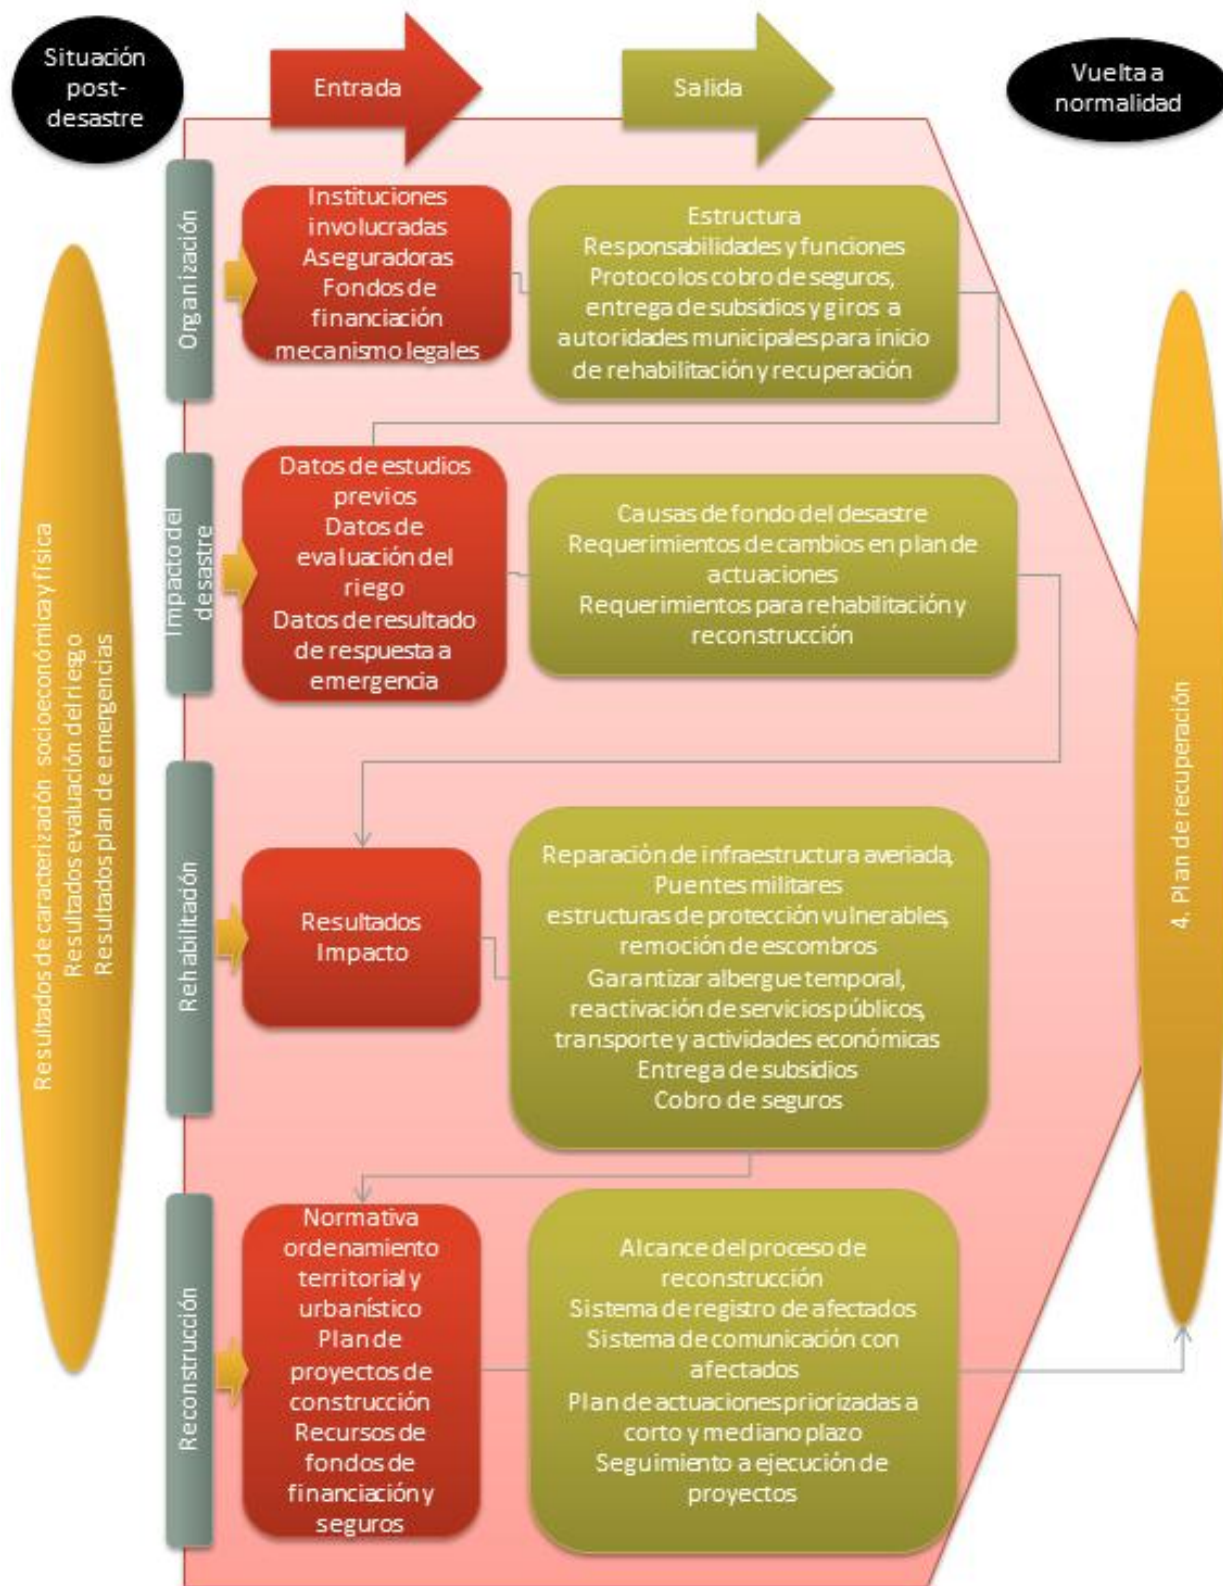 Situación
post-
desastre
Entrada
Salida
Vuelta a
normalidad
Resultados de caracterización socioeconómica y física
Resultados evaluación del riesgo
Resultados plan de emergencias
Organización
Instituciones
involucradas
Aseguradoras
Fondos de
financiación
mecanismo legales
Estructura
Responsabilidades y funciones
Protocolos cobro de seguros,
entrega de subsidios y giros a
autoridades municipales para inicio
de rehabilitación y recuperación
Impacto del
desastre
Datos de estudios
previos
Datos de
evaluación del
riego
Datos de resultado
de respuesta a
emergencia
Causas de fondo del desastre
Requerimientos de cambios en plan de
actuaciones
Requerimientos para rehabilitación y
reconstrucción
Rehabilitación
Resultados
Impacto
Reparación de infraestructura averiada,
Puentes militares
estructuras de protección vulnerables,
remoción de escombros
Garantizar albergue temporal,
reactivación de servicios públicos,
transporte y actividades económicas
Entrega de subsidios
Cobro de seguros
Reconstrucción
Normativa
ordenamiento
territorial y
urbanístico
Plan de
proyectos de
construcción
Recursos de
fondos de
financiación y
seguros
Alcance del proceso de
reconstrucción
Sistema de registro de afectados
Sistema de comunicación con
afectados
Plan de actuaciones priorizadas a
corto y mediano plazo
Seguimiento a ejecución de
proyectos
4. Plan de recuperación